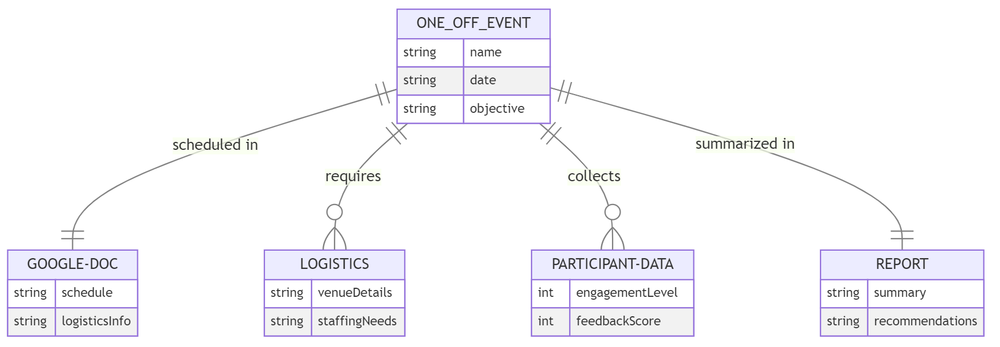 ONE_OFF_EVENT
string name
string date
string objective
scheduled in
requires
collects
summarized in
GOOGLE-DOC
string schedule
string logisticsInfo
LOGISTICS
string venueDetails
string staffingNeeds
PARTICIPANT-DATA
int engagementLevel
int feedbackScore
REPORT
string summary
string recommendations